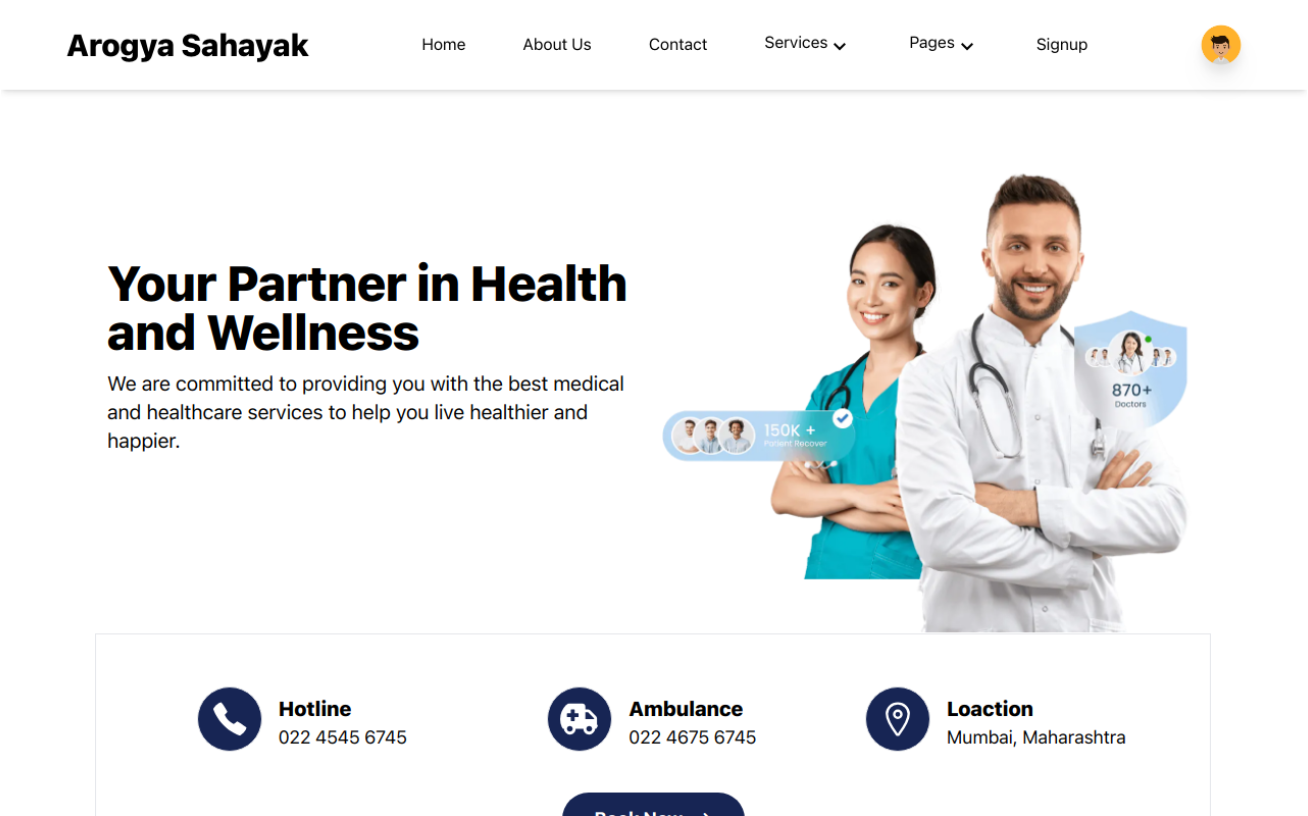 Arogya Sahayak
Home
About Us
Contact
Services
Pages
Signup
Your Partner in Health
and Wellness
We are committed to providing you with the best medical
and healthcare services to help you live healthier and
happier.
870+
Doctors
150K +
Patient Recover
Hotline
022 4545 6745
Ambulance
022 4675 6745
Loaction
Mumbai, Maharashtra
Book Now